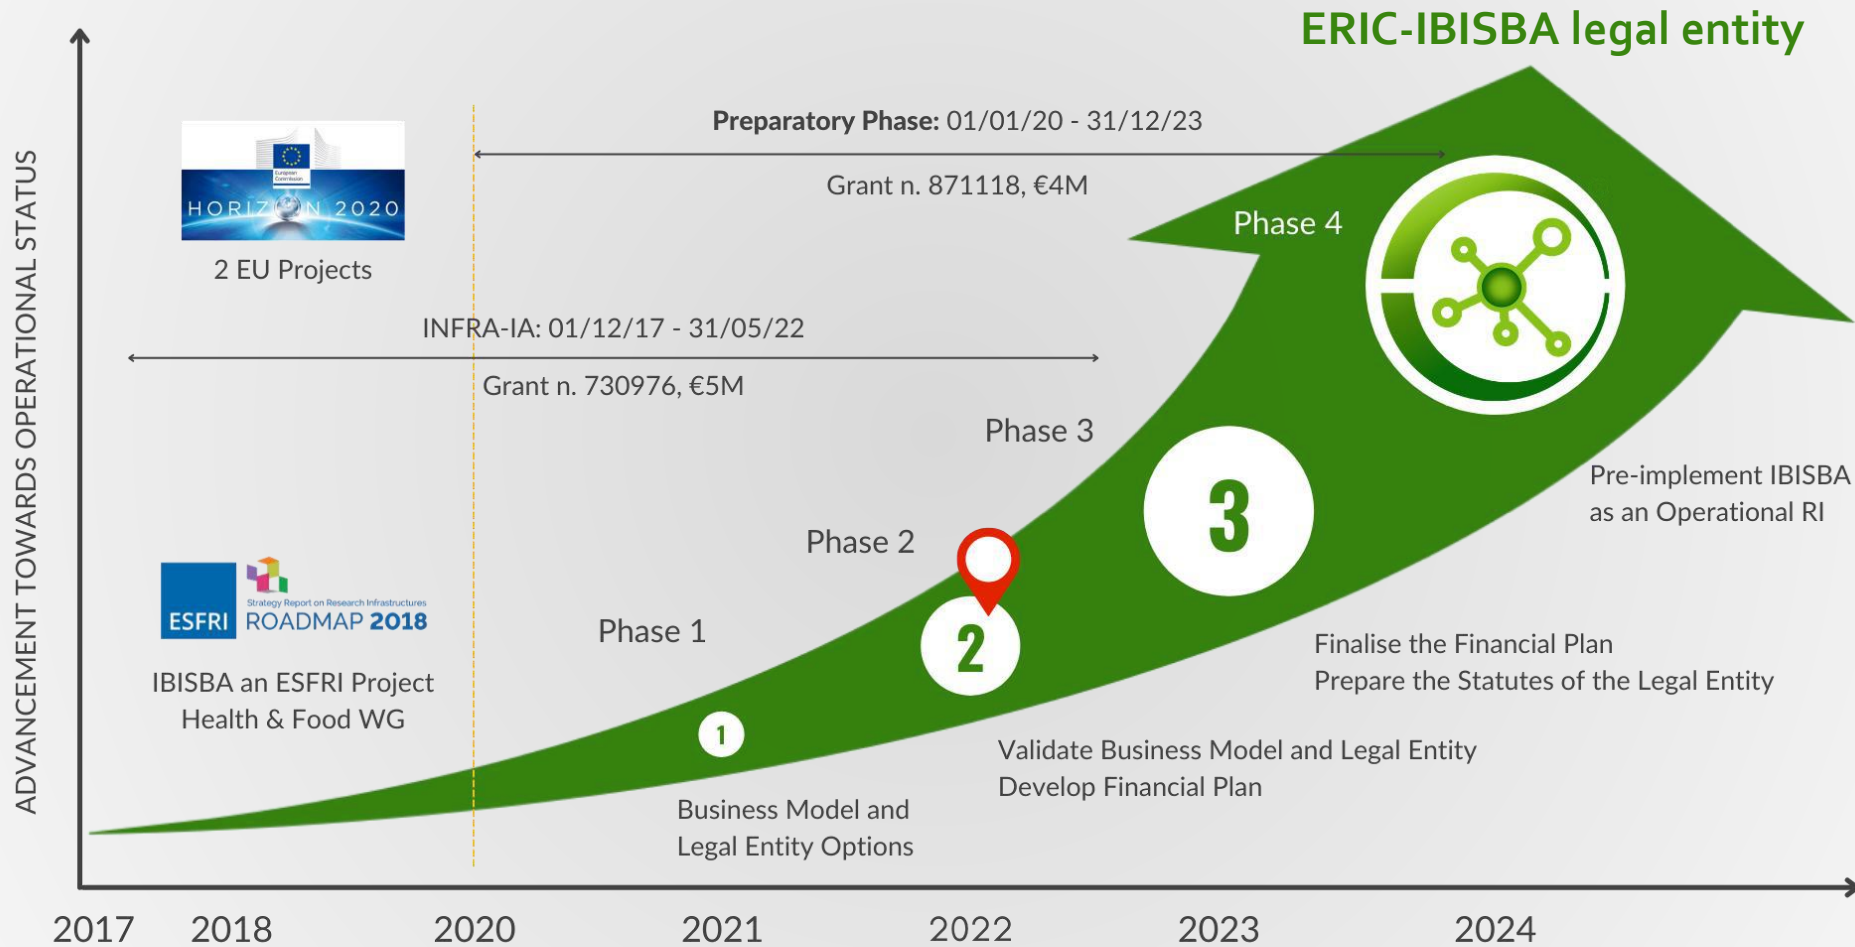 ERIC-IBISBA legal entity
ADVANCEMENT TOWARDS OPERATIONAL STATUS
European
Commission
HORIZON 2020
2 EU Projects
Preparatory Phase: 01/01/20 - 31/12/23
Grant n. 871118, €4M
INFRA-IA: 01/12/17 - 31/05/22
Grant n. 730976, €5M
Phase 4
Phase 3
Phase 2
Phase 1
ESFRI
Strategy Report on Research Infrastructures
ROADMAP 2018
IBISBA an ESFRI Project
Health & Food WG
1
2
3
Business Model and
Legal Entity Options
Validate Business Model and Legal Entity
Develop Financial Plan
Finalise the Financial Plan
Prepare the Statutes of the Legal Entity
Pre-implement IBISBA
as an Operational RI
2017
2018
2020
2021
2022
2023
2024